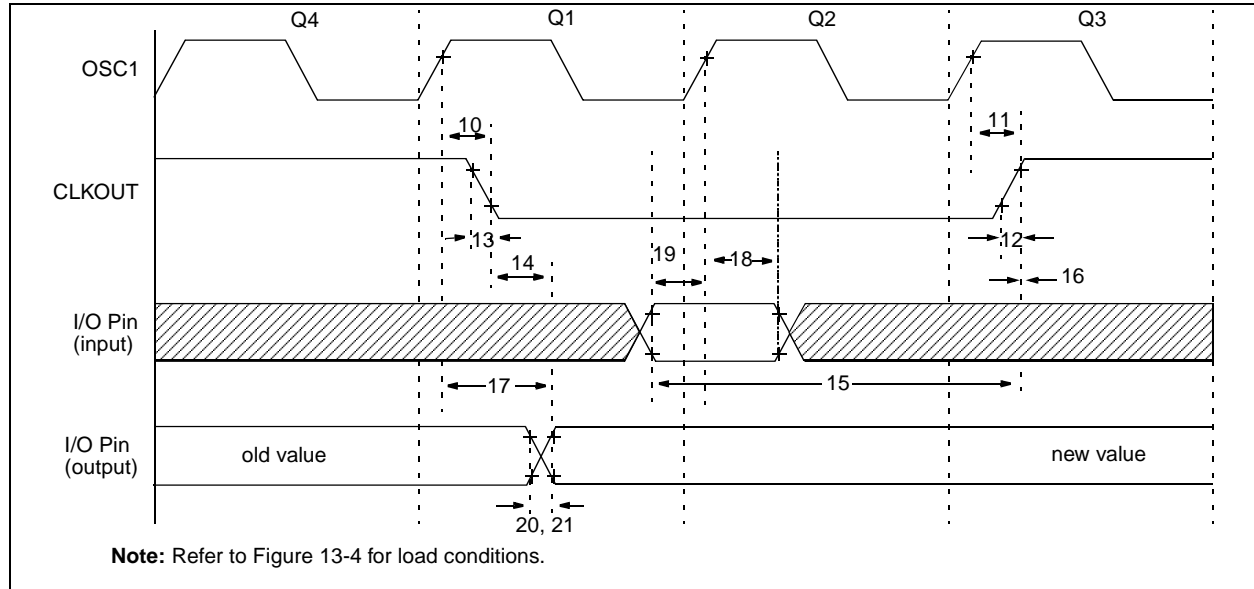 Q4 Q1 Q2 Q3
OSC1
10 11
CLKOUT
13 12
14 19 18 16
I/O Pin
(input)
17 15
I/O Pin
(output)
old value new value
20, 21
Note: Refer to Figure 13-4 for load conditions.